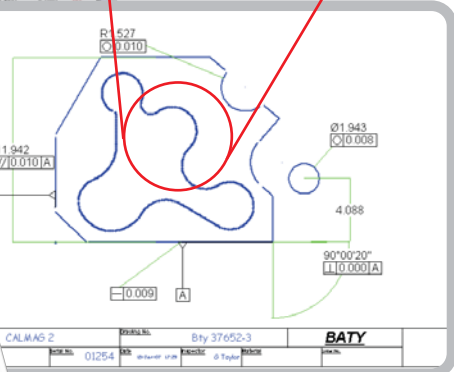 R1.527
○ 0.010
Ø1.943
○ 0.008
1.942
// 0.010 A
4.088
90°00'20"
⊥ 0.000 A
— 0.009
A
CALMAG 2
Drawing No.
Bty 37652-3
BATY
Serial No.
01254
Date
Inspector
D Taylor
Material